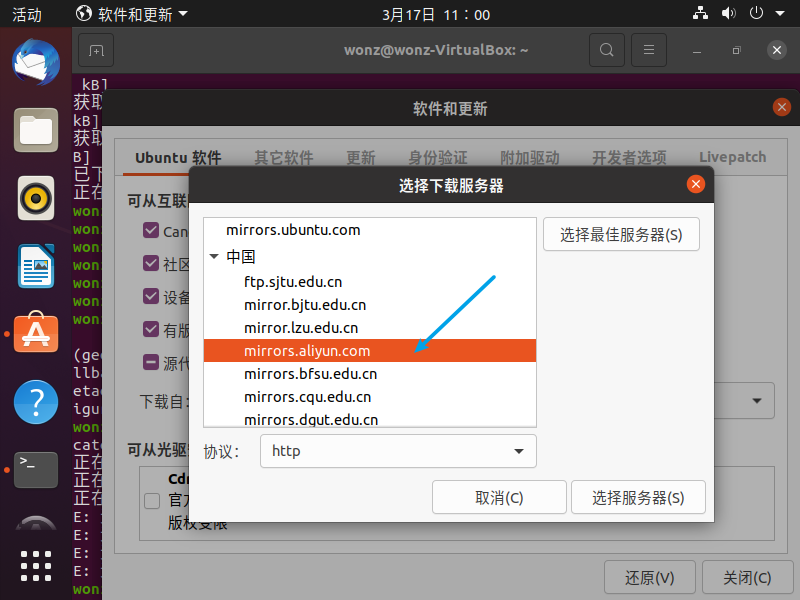 活动 软件和更新 3月17日 11：00
wonz@wonz-VirtualBox: ~
kB]
获取
kB]
获取
B]
已下
正在
wonz
wonz
wonz
wonz
wonz
wonz
wonz
(ged
llba
etad
igur
wonz
cato
正在
正在
正在
E:
E:
E:
E:
wonz
软件和更新
Ubuntu 软件 其它软件 更新 身份验证 附加驱动 开发者选项 Livepatch
可从互联
Can
社区
设备
有版
源代
下载自:
可从光驱
Cdr
官方
版权受限
还原(V) 关闭(C)
选择下载服务器
mirrors.ubuntu.com
中国
ftp.sjtu.edu.cn
mirror.bjtu.edu.cn
mirror.lzu.edu.cn
mirrors.aliyun.com
mirrors.bfsu.edu.cn
mirrors.cqu.edu.cn
mirrors.dgut.edu.cn
选择最佳服务器(S)
协议： http
取消(C) 选择服务器(S)